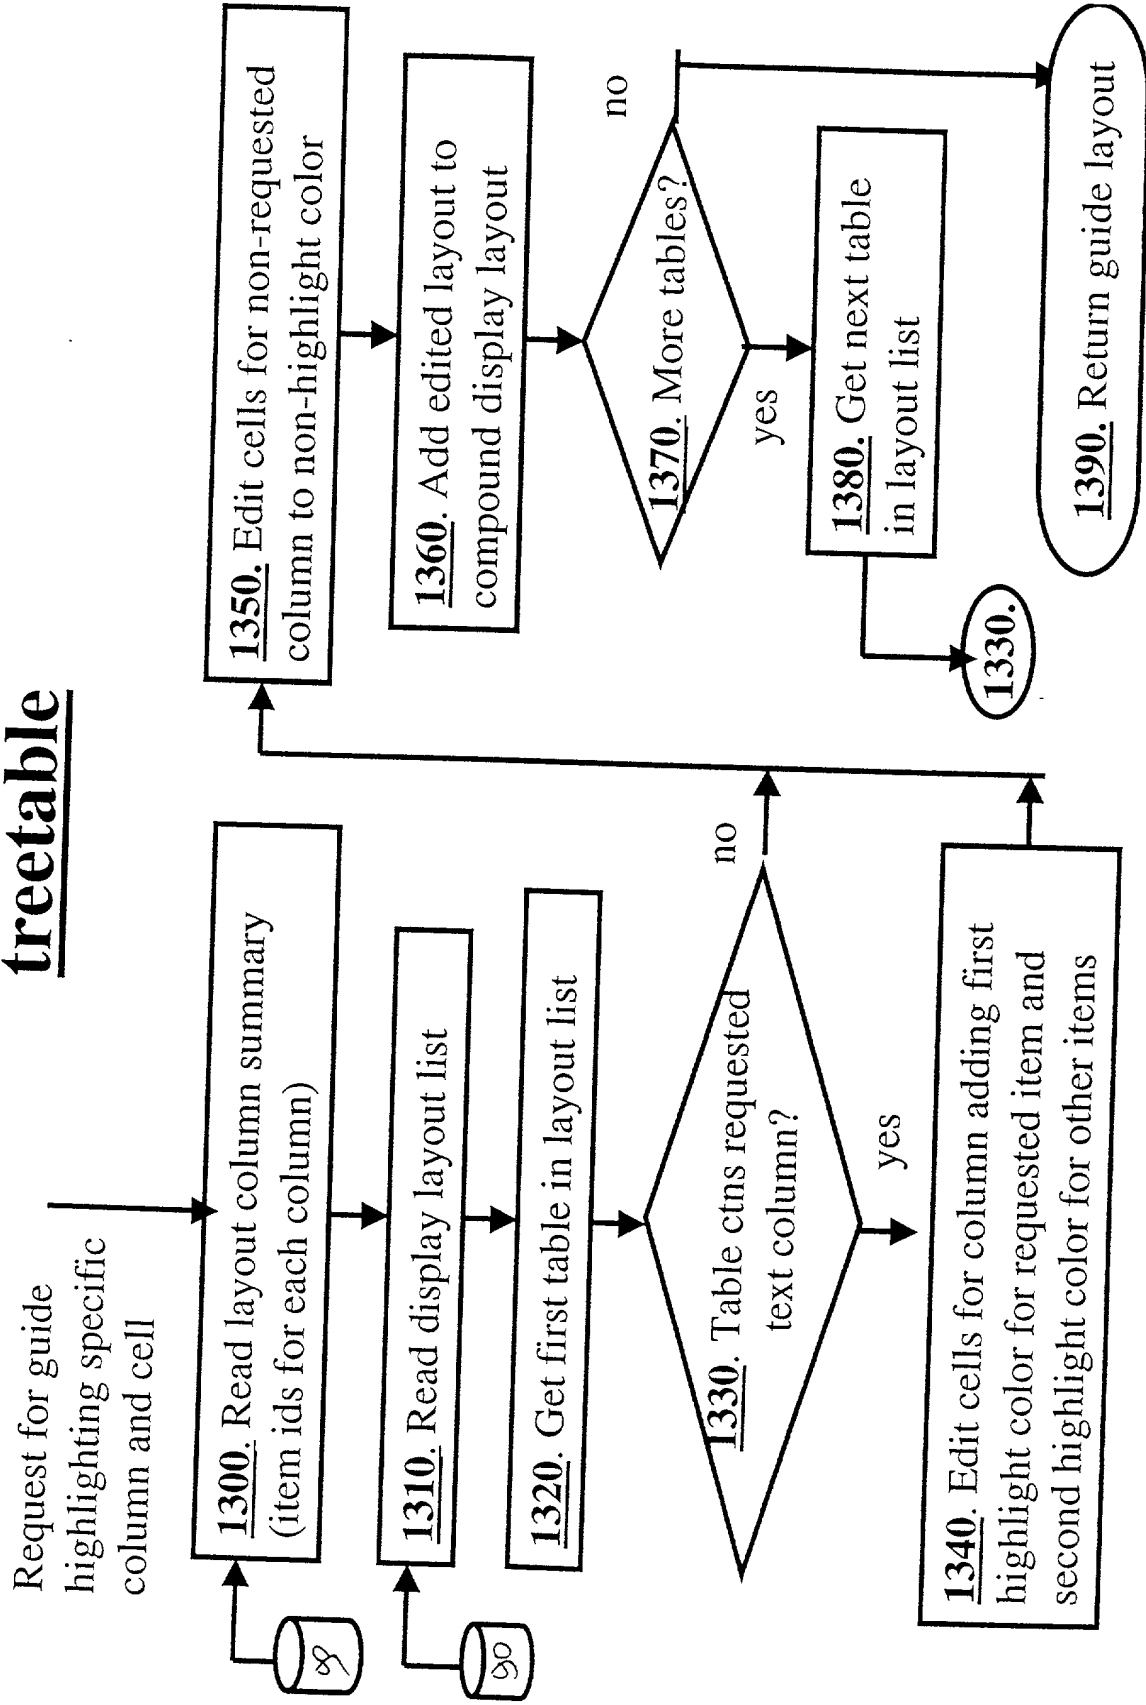 treetable
Request for guide
highlighting specific
column and cell
1300. Read layout column summary
(item ids for each column)
1310. Read display layout list
90
1320. Get first table in layout list
1330. Table ctns requested
text column?
no
yes
1340. Edit cells for column adding first
highlight color for requested item and
second highlight color for other items
1350. Edit cells for non-requested
column to non-highlight color
1360. Add edited layout to
compound display layout
1370. More tables?
no
yes
1380. Get next table
in layout list
1330.
1390. Return guide layout